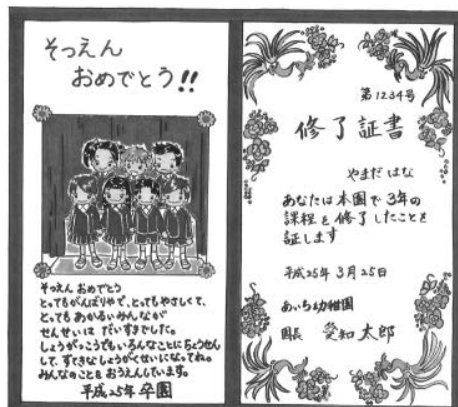 そつえん
おめでとう!!
そつえん おめでとう
とってもがんばりやで、とってもやさしくて、
とってもあかるいみんなが
せんせいは だいすきでした。
しょうがっこうでもいろんなことにちょうせん
して、すてきなしょうがくせいになってね。
みんなのことをおうえんしています。
平成25年 卒園
第1234号
修了証書
やまだ はな
あなたは本園で3年の
課程を修了したことを
証します
平成25年 3月25日
あいち幼稚園
園長 愛知太郎